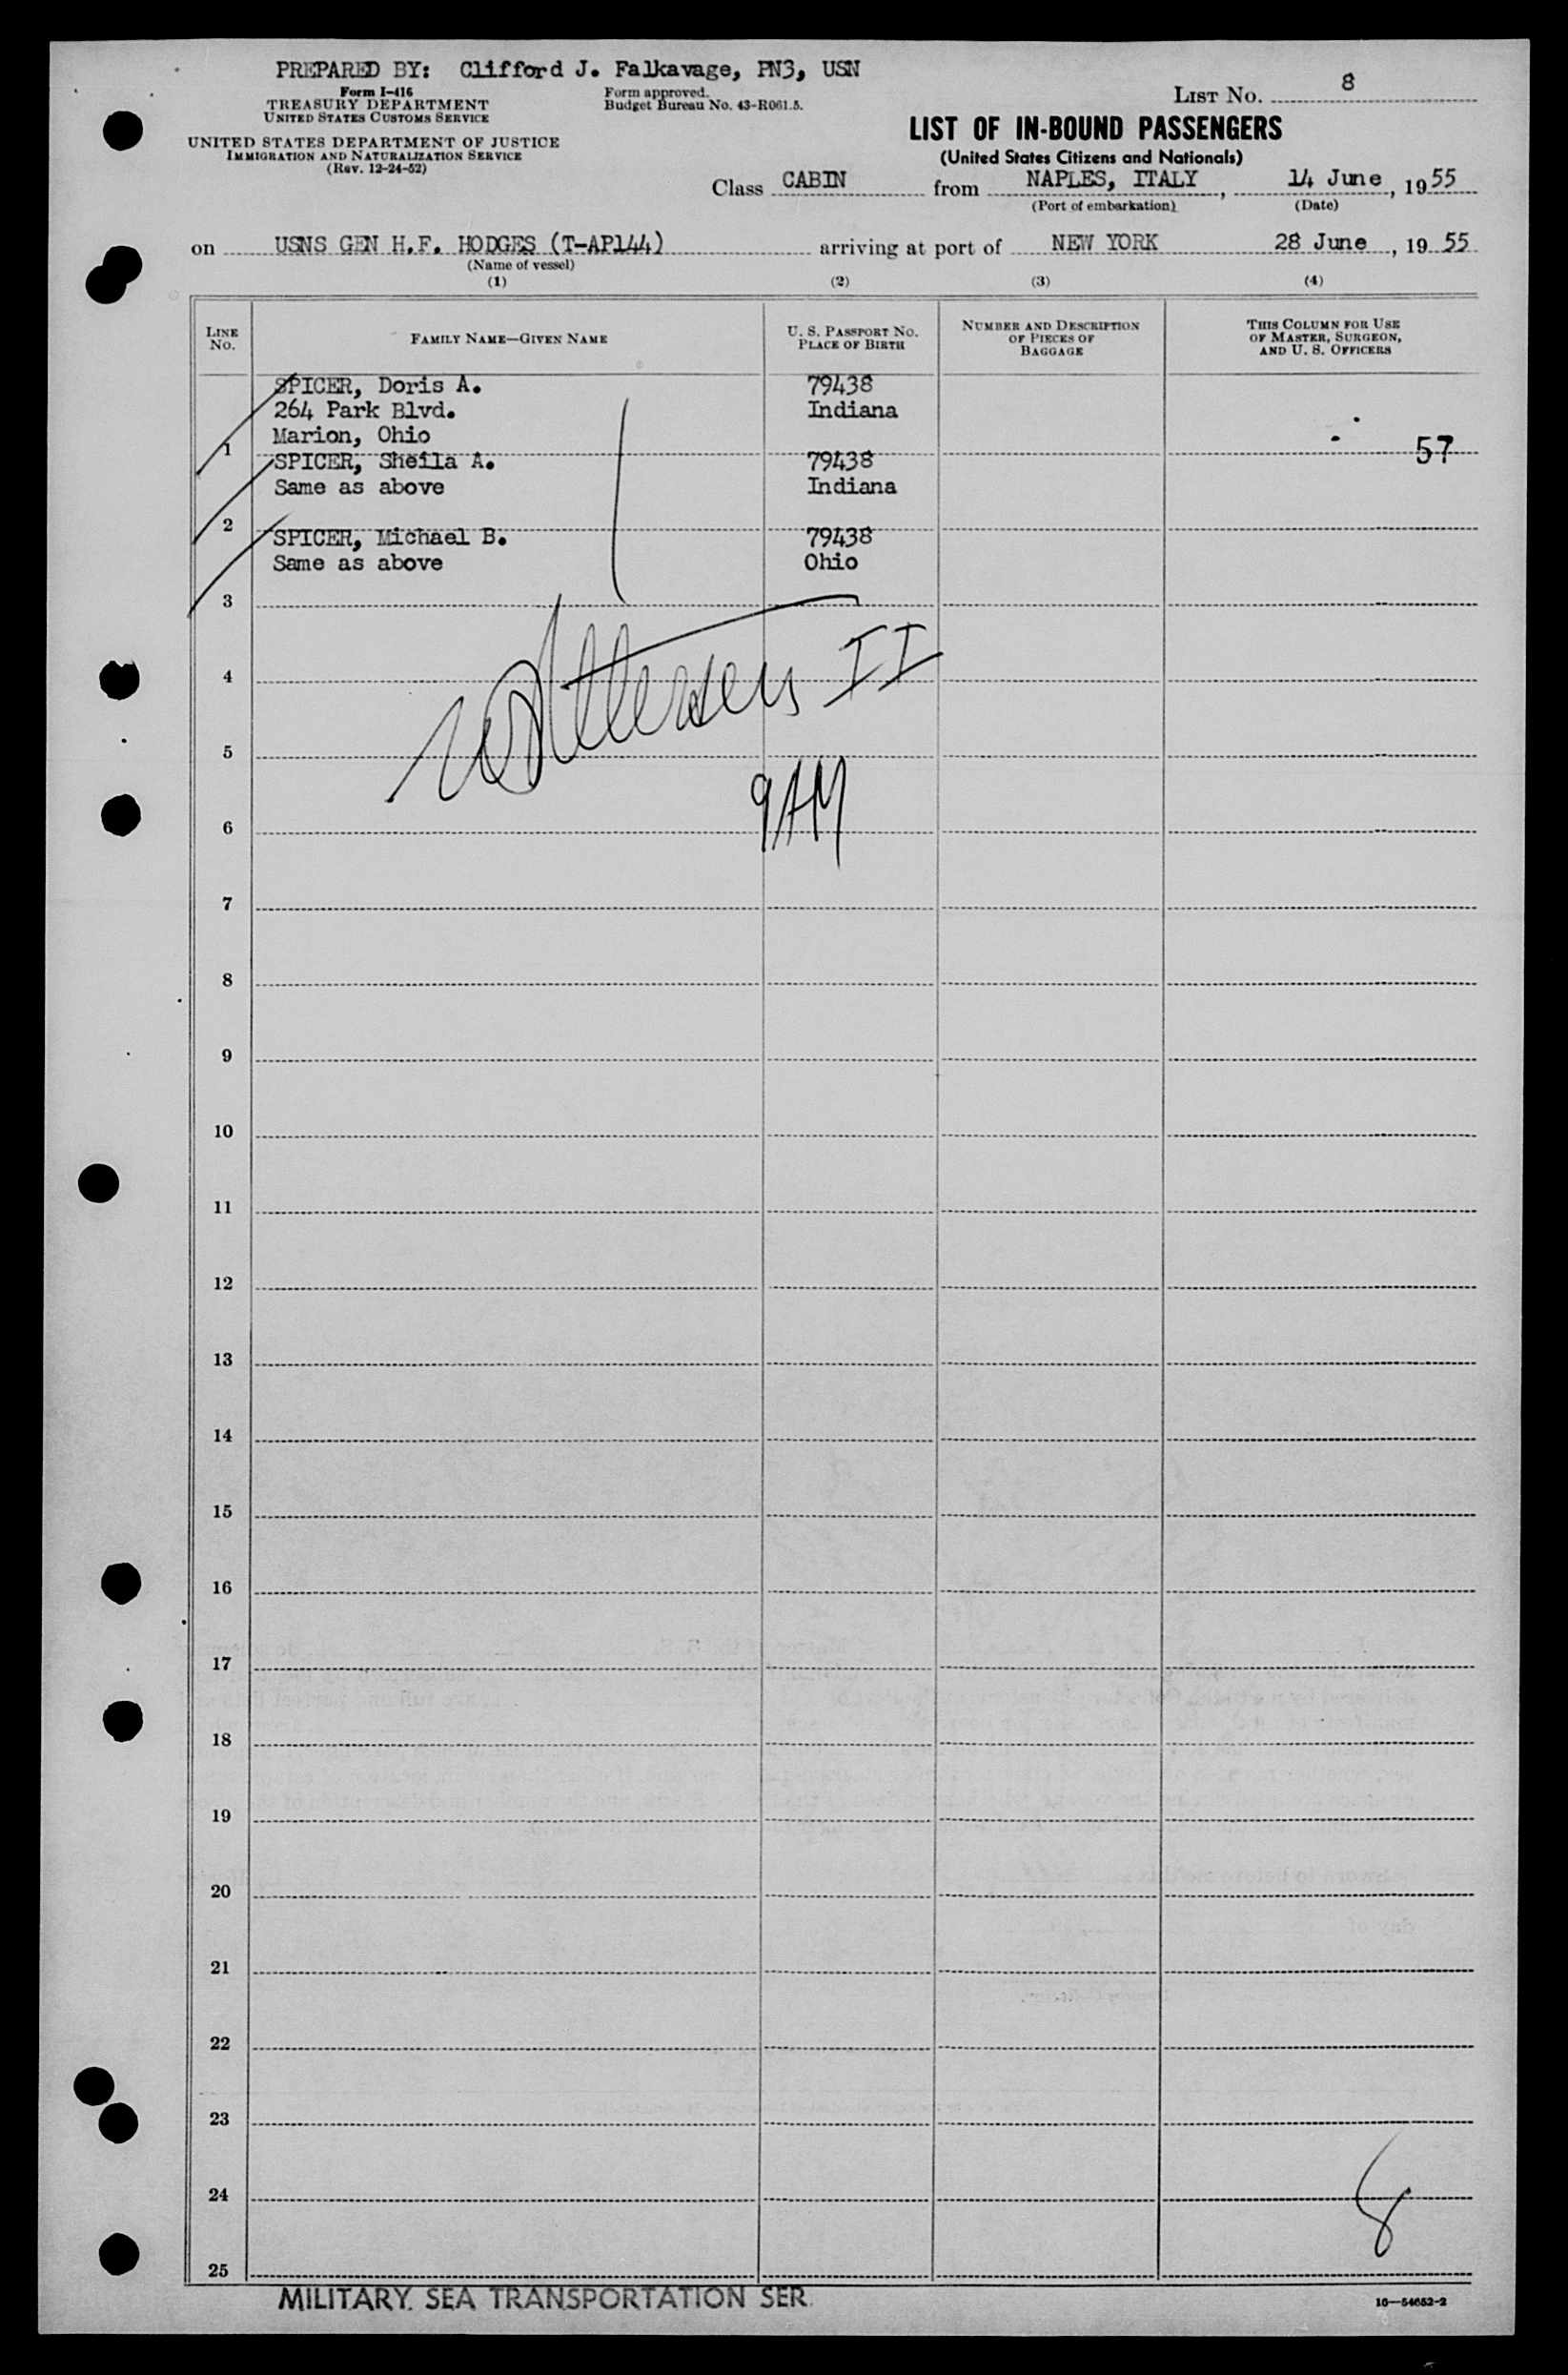 PREPARED BY: Clifford J. Falkavage, PN3, USN
Form I-416
TREASURY DEPARTMENT
UNITED STATES CUSTOMS SERVICE
Form approved.
Budget Bureau No. 43-R061.5.
LIST NO. 8
UNITED STATES DEPARTMENT OF JUSTICE
IMMIGRATION AND NATURALIZATION SERVICE
(Rev. 12-24-52)
LIST OF IN-BOUND PASSENGERS
(United States Citizens and Nationals)
Class CABIN from NAPLES, ITALY, 14 June, 1955
(Port of embarkation) (Date)
on USNS GEN H.F. HODGES (T-AP144) arriving at port of NEW YORK 28 June, 1955
(Name of vessel)
(1) (2) (3) (4)
LINE NO. FAMILY NAME—GIVEN NAME U. S. PASSPORT NO. PLACE OF BIRTH NUMBER AND DESCRIPTION OF PIECES OF BAGGAGE THIS COLUMN FOR USE OF MASTER, SURGEON, AND U. S. OFFICERS
SPICER, Doris A. 79438
264 Park Blvd. Indiana
Marion, Ohio
1 57
SPICER, Sheila A. 79438
Same as above Indiana
2
SPICER, Michael B. 79438
Same as above Ohio
3
4
II
5
9AM
6
7
8
9
10
11
12
13
14
15
16
17
18
19
20
21
22
23
24
8
25
MILITARY SEA TRANSPORTATION SER.
16—54652-2